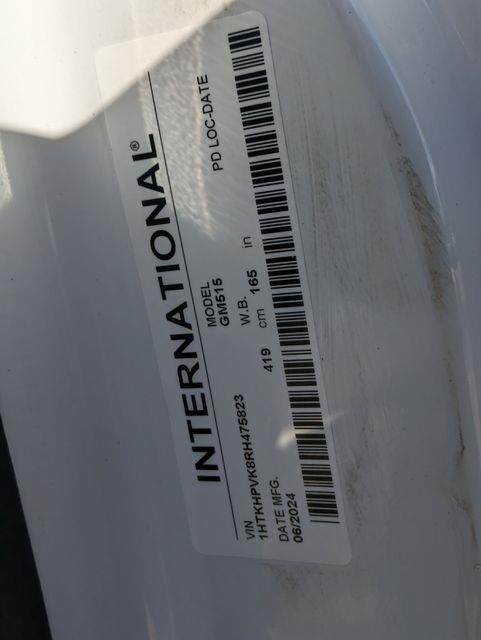 INTERNATIONAL®
VIN MODEL PD LOC-DATE
1HTKHPVK8RH475823 GM515
DATE MFG. W.B.
06/2024 419 cm 165 in